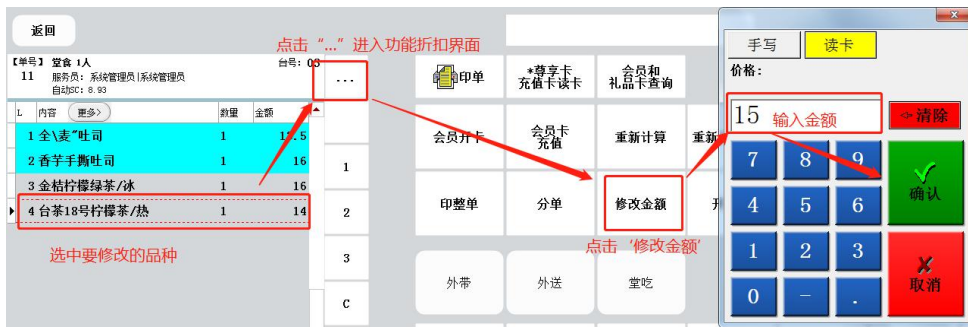 返回
点击“...”进入功能折扣界面
【单号】 堂食 1人
台号: 03
11 服务员: 系统管理员|系统管理员
自动SC: 8.93
L 内容 更多> 数量 金额
1 全\麦~吐司 1
2 香芋手撕吐司 1 16
3 金桔柠檬绿茶/冰 1 16
4 台茶18号柠檬茶/热 1 14
选中要修改的品种
...
1
2
3
C
印单
*尊享卡
充值卡读卡
会员和
礼品卡查询
会员开卡
会员卡
充值
重新计算
印整单
分单
修改金额
点击‘修改金额’
外带
外送
堂吃
手写
读卡
价格:
15
输入金额
清除
7 8 9
确认
4 5 6
1 2 3
取消
0 - .